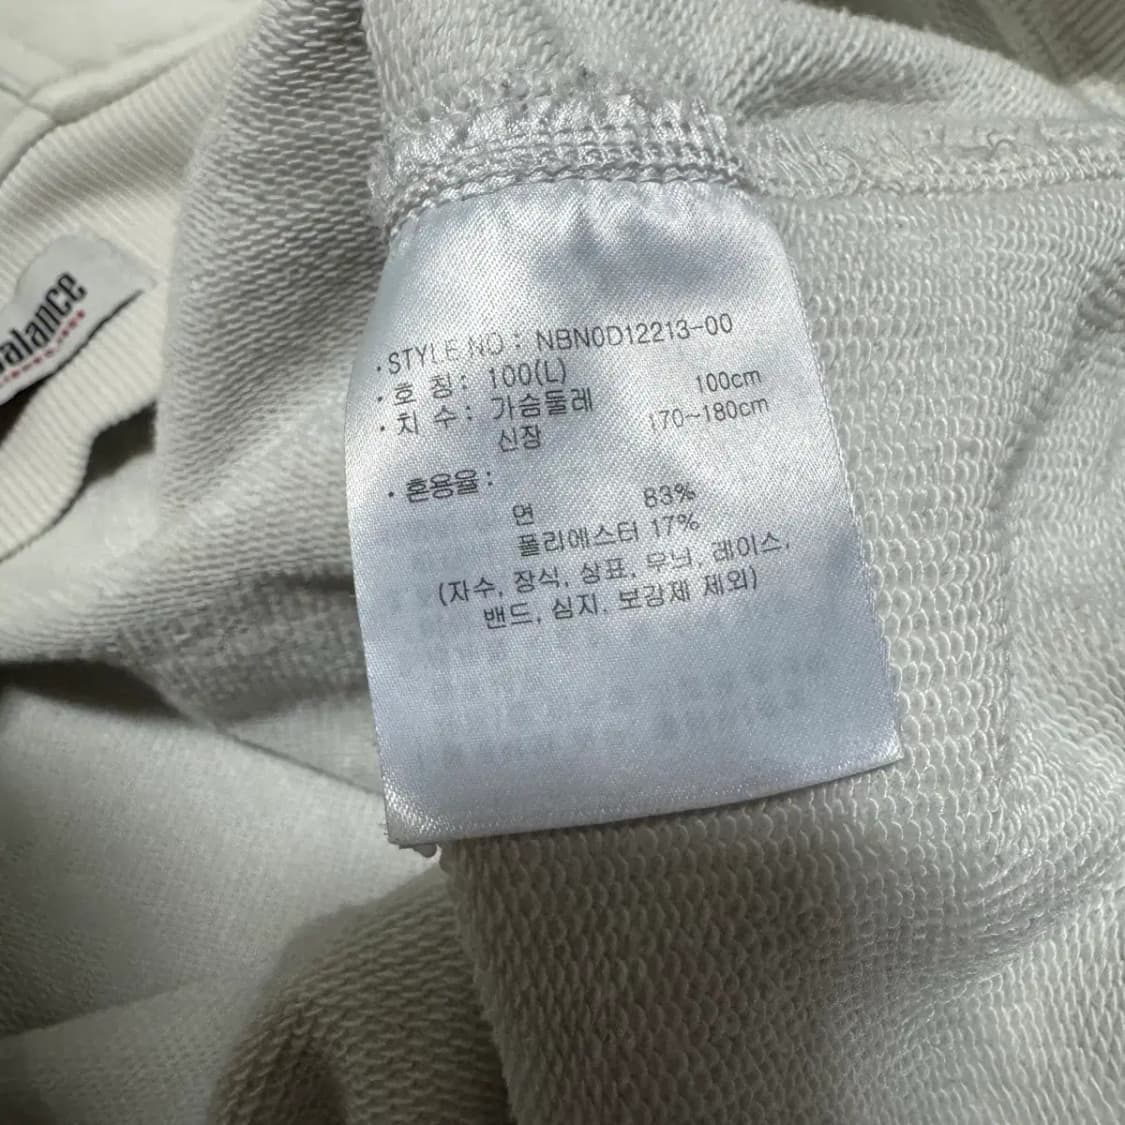 balance
·STYLE NO : NBN0D12213-00
·호 칭 : 100(L)
·치 수 : 가슴둘레 100cm
신장 170~180cm
·혼용율 :
면 83%
폴리에스터 17%
(자수, 장식, 상표, 무늬, 레이스,
밴드, 심지, 보강제 제외)